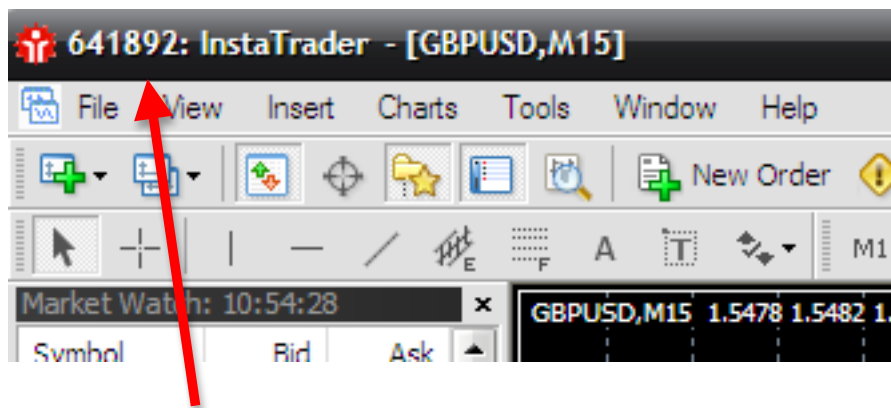 641892: InstaTrader - [GBPUSD,M15]
File View Insert Charts Tools Window Help
New Order
E F A T M1
Market Watch: 10:54:28
GBPUSD,M15 1.5478 1.5482 1.
Symbol Bid Ask